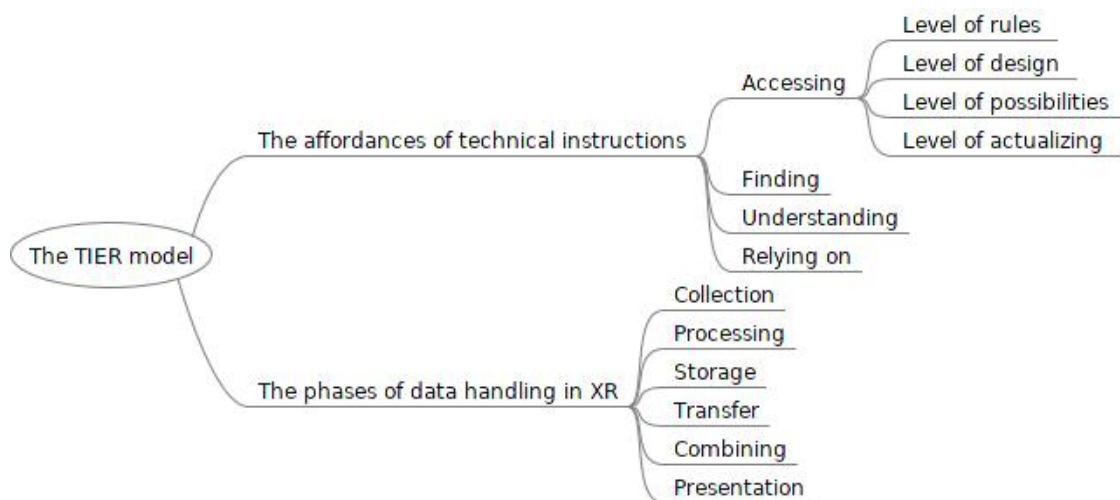 The TIER model
The affordances of technical instructions
Accessing
Level of rules
Level of design
Level of possibilities
Level of actualizing
Finding
Understanding
Relying on
The phases of data handling in XR
Collection
Processing
Storage
Transfer
Combining
Presentation